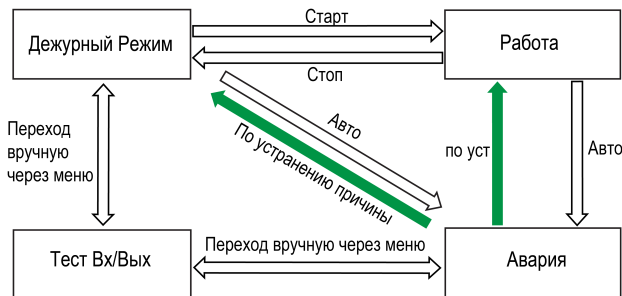 Старт
Дежурный Режим
Работа
Стоп
Авто
По устранению причины
Переход
вручную
через меню
по уст
Авто
Переход вручную через меню
Тест Вх/Вых
Авария